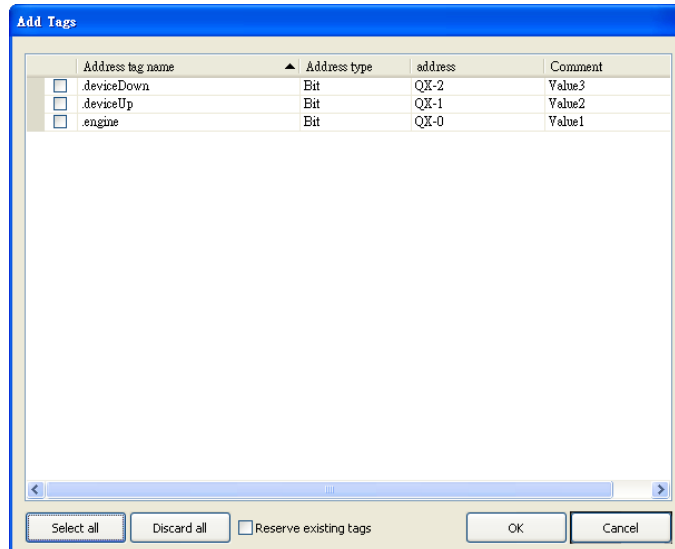 Add Tags
Address tag name Address type address Comment
.deviceDown Bit QX-2 Value3
.deviceUp Bit QX-1 Value2
.engine Bit QX-0 Value1
Select all Discard all Reserve existing tags OK Cancel